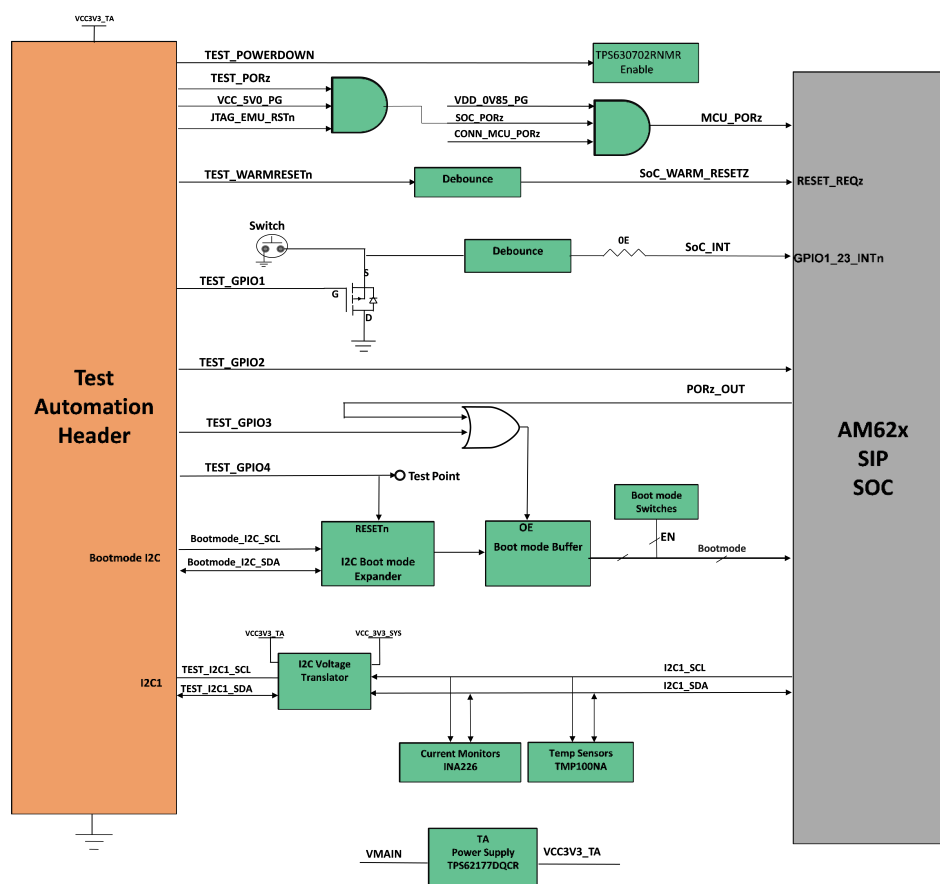 VCC3V3_TA
TEST_POWERDOWN
TPS630702RNMR
Enable
TEST_PORz
VCC_5V0_PG
JTAG_EMU_RSTn
VDD_0V85_PG
SOC_PORz
CONN_MCU_PORz
MCU_PORz
TEST_WARMRESETn
Debounce
SoC_WARM_RESETZ
RESET_REQz
Switch
Debounce
0E
SoC_INT
GPIO1_23_INTn
S
G
D
TEST_GPIO1
TEST_GPIO2
PORz_OUT
Test
Automation
Header
TEST_GPIO3
AM62x
SIP
SOC
TEST_GPIO4
Test Point
Boot mode
Switches
RESETn
I2C Boot mode
Expander
OE
Boot mode Buffer
EN
Bootmode
Bootmode I2C
Bootmode_I2C_SCL
Bootmode_I2C_SDA
VCC3V3_TA
VCC_3V3_SYS
I2C Voltage
Translator
I2C1
TEST_I2C1_SCL
TEST_I2C1_SDA
I2C1_SCL
I2C1_SDA
Current Monitors
INA226
Temp Sensors
TMP100NA
VMAIN
TA
Power Supply
TPS62177DQCR
VCC3V3_TA